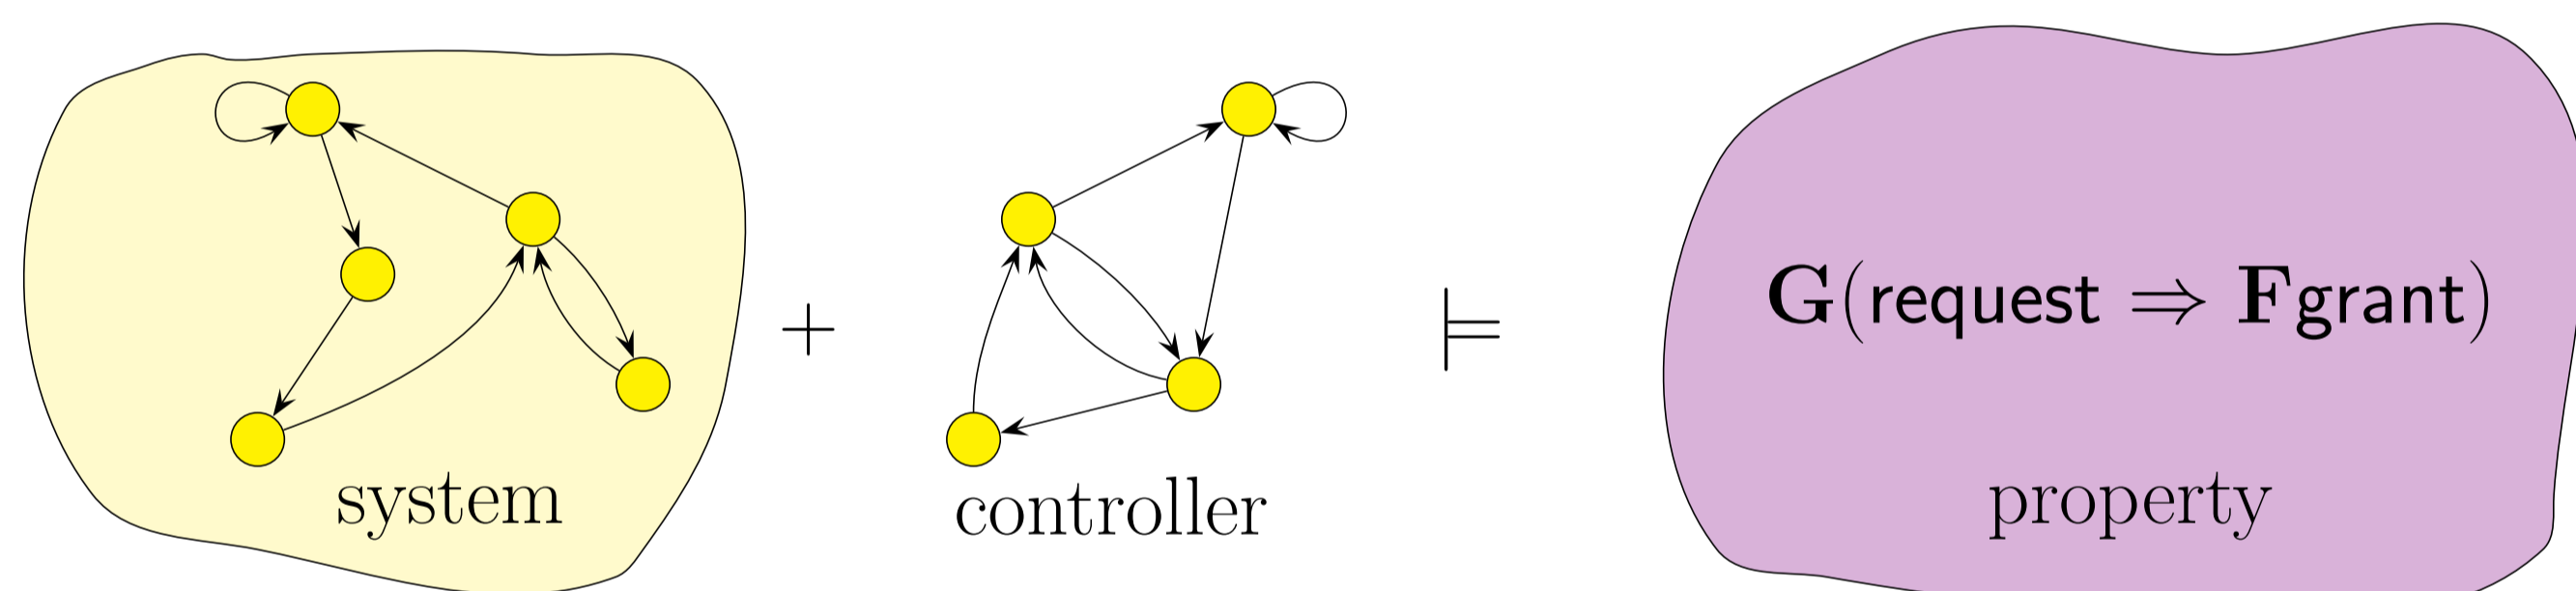 +
⊨
G(request ⇒ Fgrant)
system
controller
property